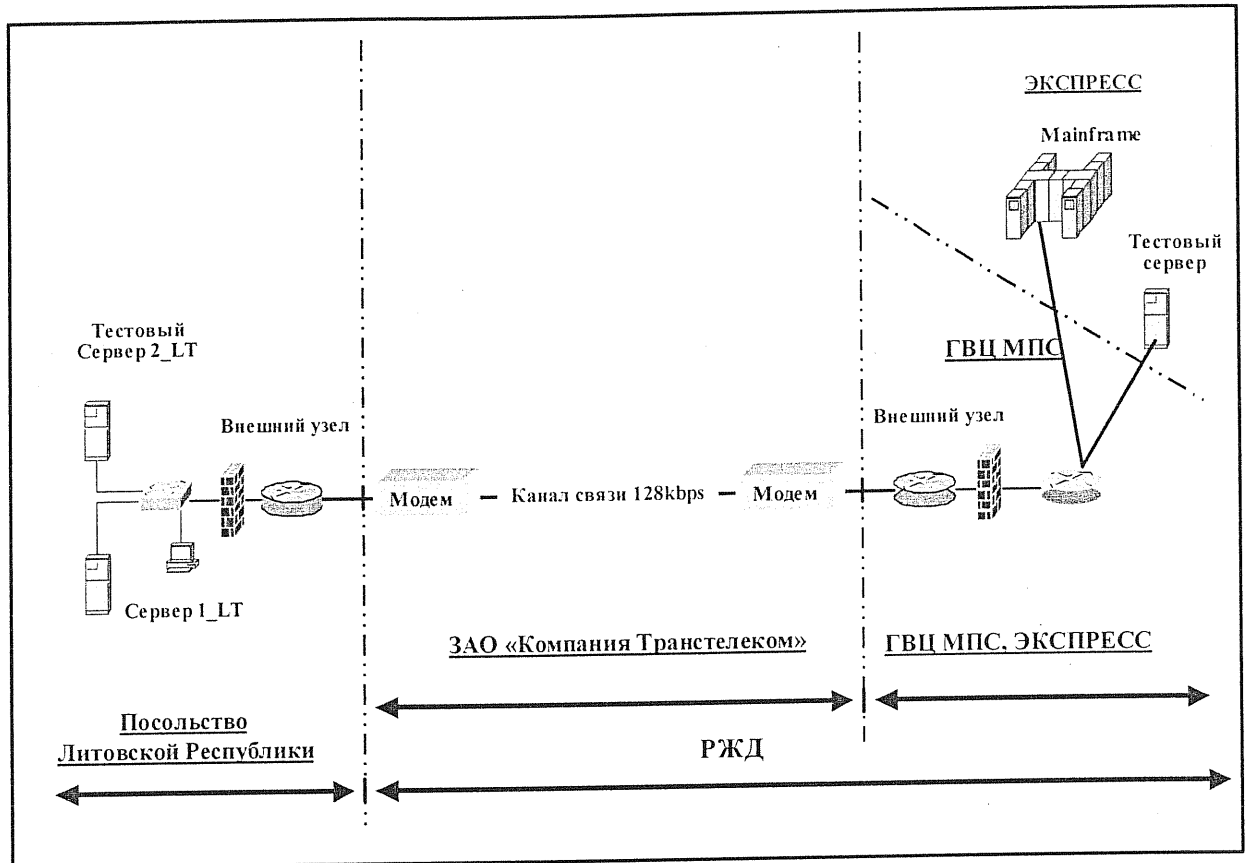 ЭКСПРЕСС
Mainframe
Тестовый
сервер
ГВЦ МПС
Тестовый
Сервер 2_LT
Внешний узел
Внешний узел
Модем
Канал связи 128kbps
Модем
Сервер 1_LT
ЗАО «Компания Транстелеком»
ГВЦ МПС, ЭКСПРЕСС
Посольство
Литовской Республики
РЖД